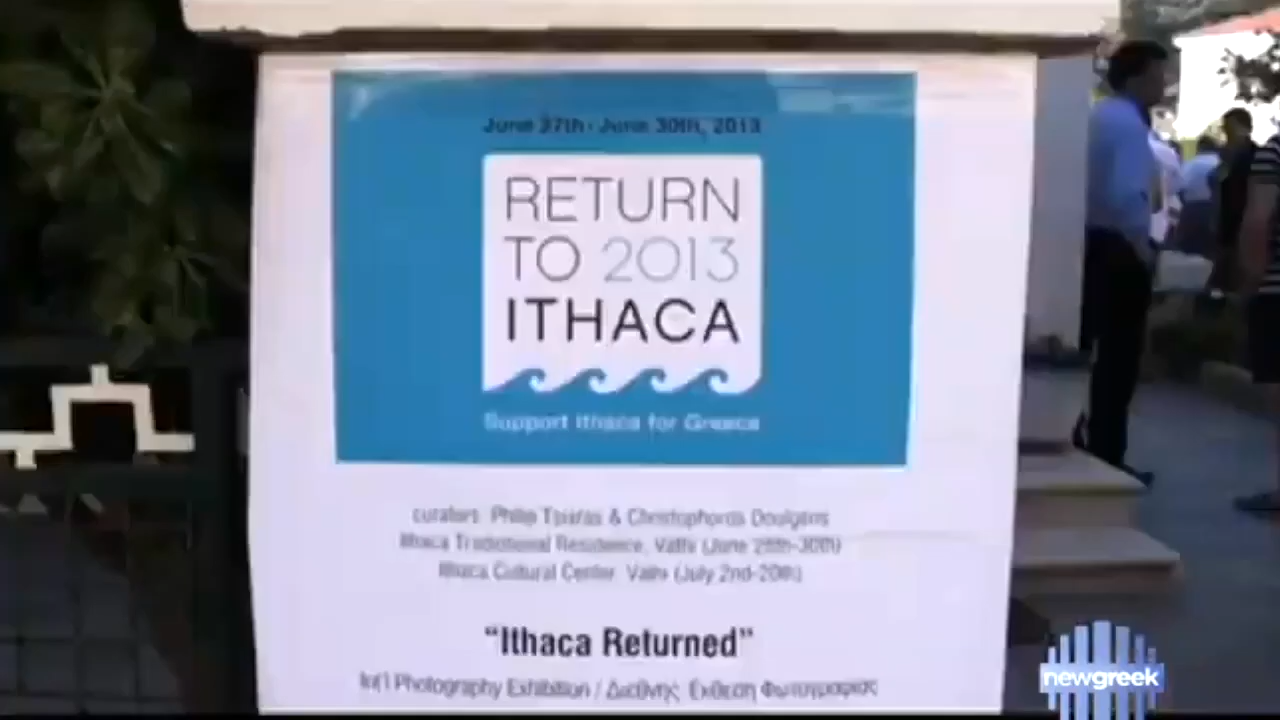 June 27th - June 30th, 2013
RETURN
TO 2013
ITHACA
Support Ithaca for Greece
curators: Philip Tsiaras & Christophoros Doulgeris
Ithaca Traditional Residence, Vathi (June 28th-30th)
Ithaca Cultural Center, Vathi (July 2nd-20th)
“Ithaca Returned”
Int'l Photography Exhibition / Διεθνής Έκθεση Φωτογραφίας
newgreek